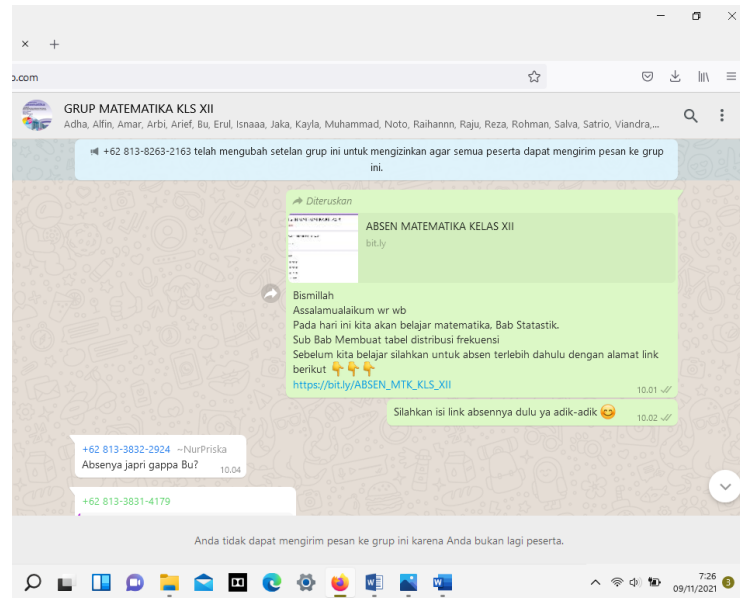 o.com
GRUP MATEMATIKA KLS XII
Adha, Alfin, Amar, Arbi, Arief, Bu, Erul, Isnaaa, Jaka, Kayla, Muhammad, Noto, Raihannn, Raju, Reza, Rohman, Salva, Satrio, Viandra,...
+62 813-8263-2163 telah mengubah setelan grup ini untuk mengizinkan agar semua peserta dapat mengirim pesan ke grup
ini.
Diteruskan
ABSEN MATEMATIKA KELAS XII
bit.ly
Bismillah
Assalamualaikum wr wb
Pada hari ini kita akan belajar matematika, Bab Statastik.
Sub Bab Membuat tabel distribusi frekuensi
Sebelum kita belajar silahkan untuk absen terlebih dahulu dengan alamat link
berikut 👇👇👇
https://bit.ly/ABSEN_MTK_KLS_XII
10.01
Silahkan isi link absennya dulu ya adik-adik 😊
10.02
+62 813-3832-2924 ~NurPriska
Absenya japri gappa Bu?
10.04
+62 813-3831-4179
Anda tidak dapat mengirim pesan ke grup ini karena Anda bukan lagi peserta.
7:26
09/11/2021
3